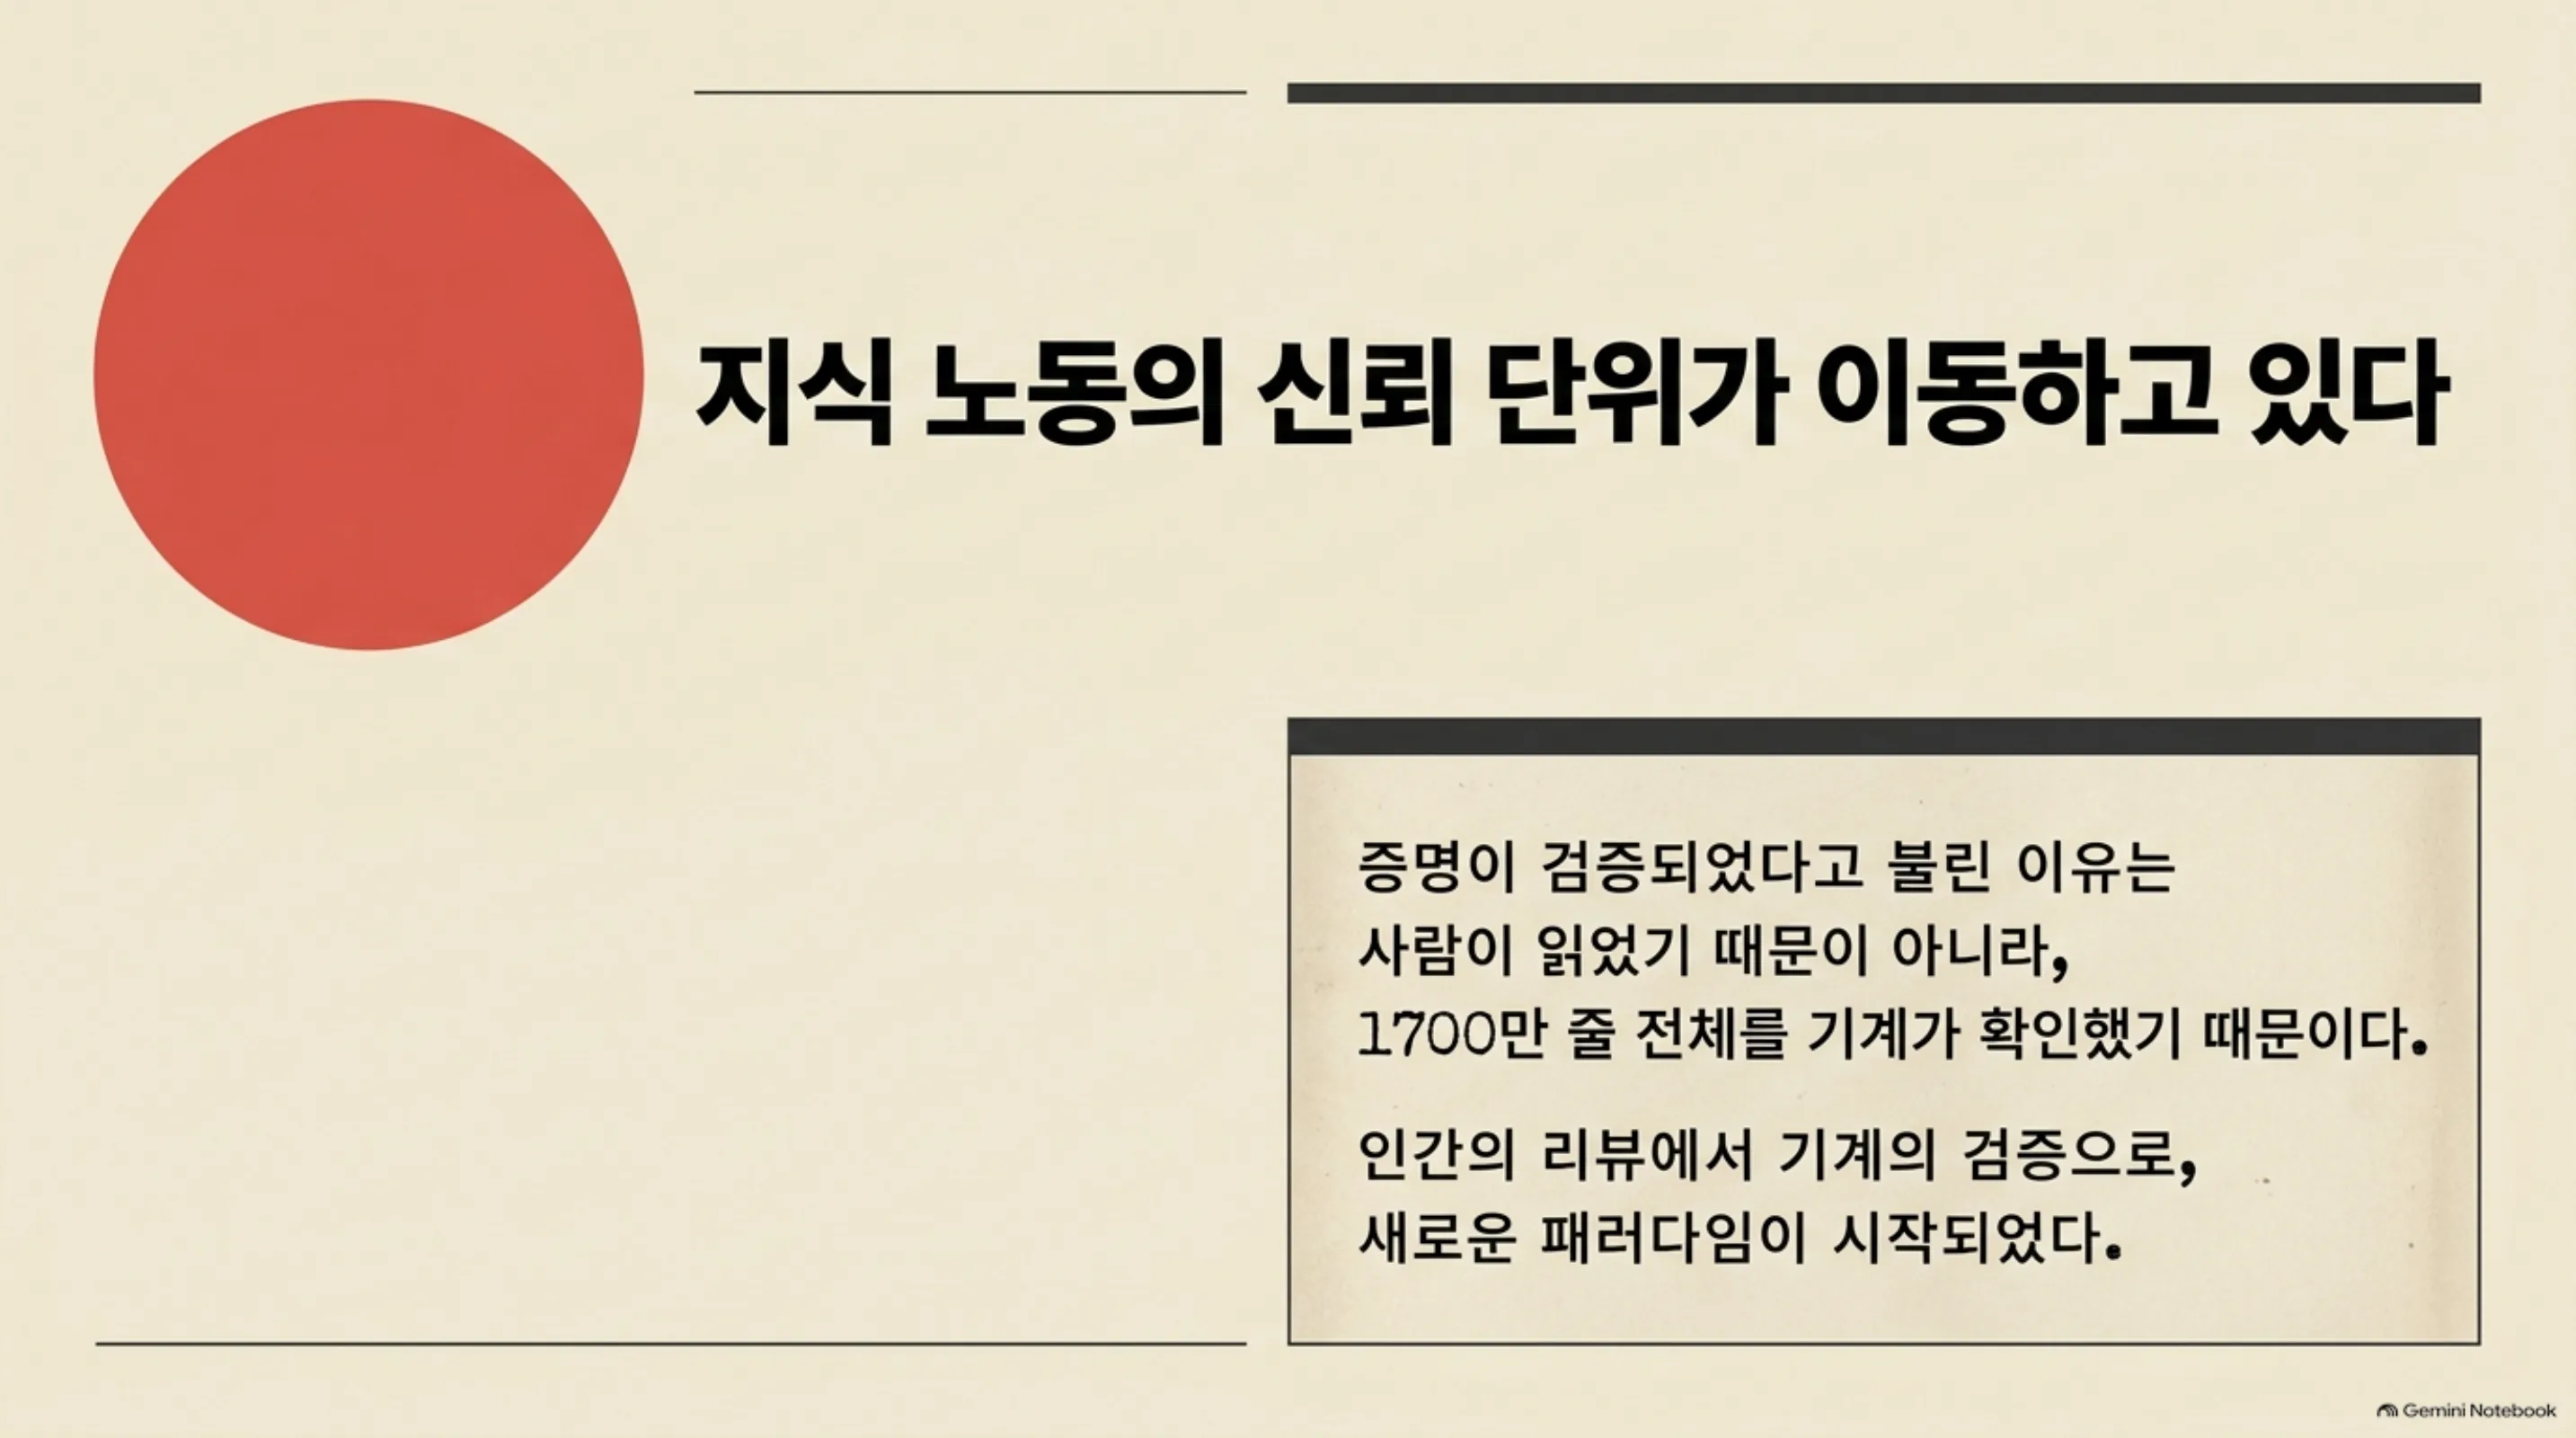 지식 노동의 신뢰 단위가 이동하고 있다
증명이 검증되었다고 불린 이유는
사람이 읽었기 때문이 아니라,
1700만 줄 전체를 기계가 확인했기 때문이다.
인간의 리뷰에서 기계의 검증으로,
새로운 패러다임이 시작되었다.
Gemini Notebook